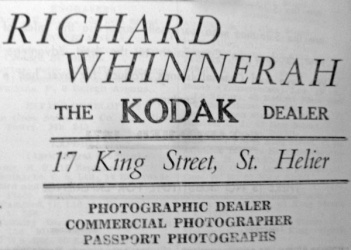 RICHARD
WHINNERAH
THE KODAK DEALER
17 King Street, St. Helier
PHOTOGRAPHIC DEALER
COMMERCIAL PHOTOGRAPHER
PASSPORT PHOTOGRAPHS